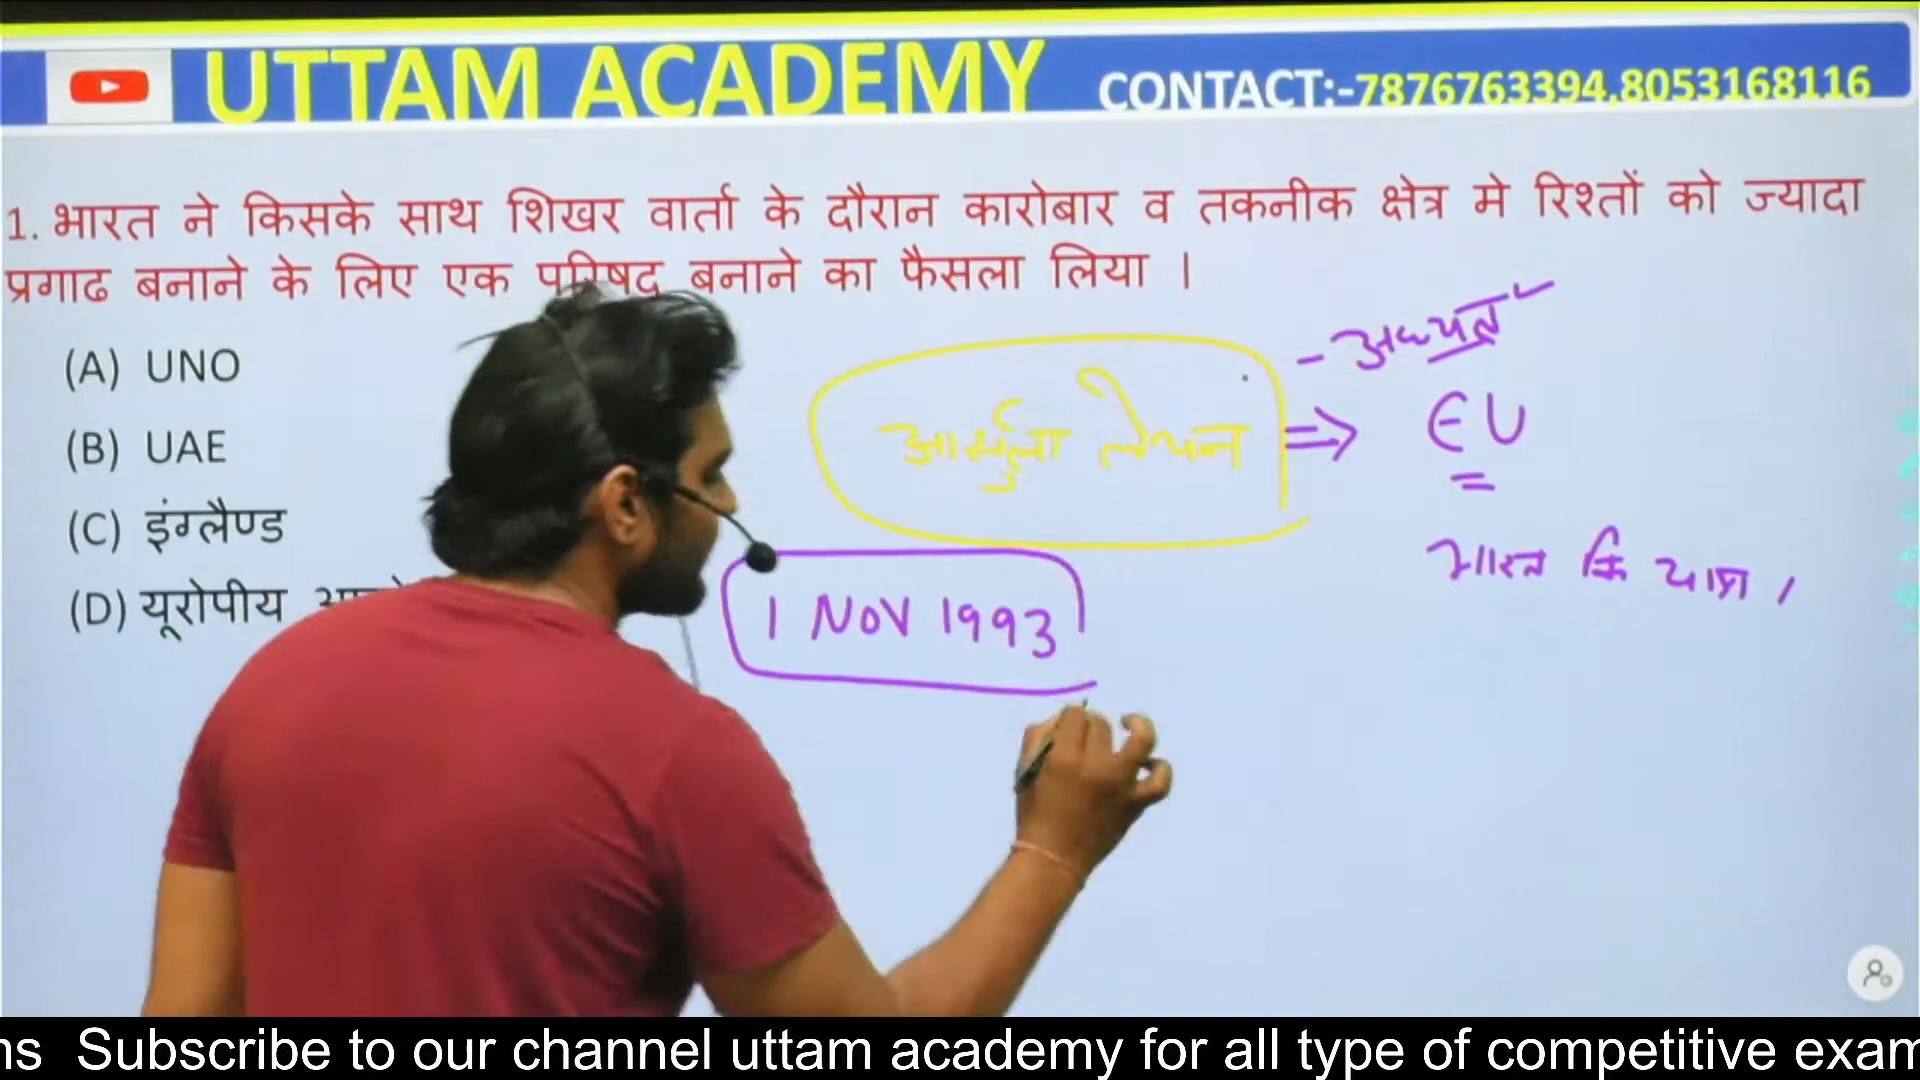 UTTAM ACADEMY CONTACT:-7876763394,8053168116
1. भारत ने किसके साथ शिखर वार्ता के दौरान कारोबार व तकनीक क्षेत्र मे रिश्तों को ज्यादा
प्रगाढ बनाने के लिए एक परिषद बनाने का फैसला लिया ।
(A) UNO
(B) UAE
(C) इंग्लैण्ड
(D) यूरोपीय
- अध्यक्ष
आर्सुला लेयन ⇒ EU
भारत कि यात्रा ।
1 NOV 1993
Subscribe to our channel uttam academy for all type of competitive exam